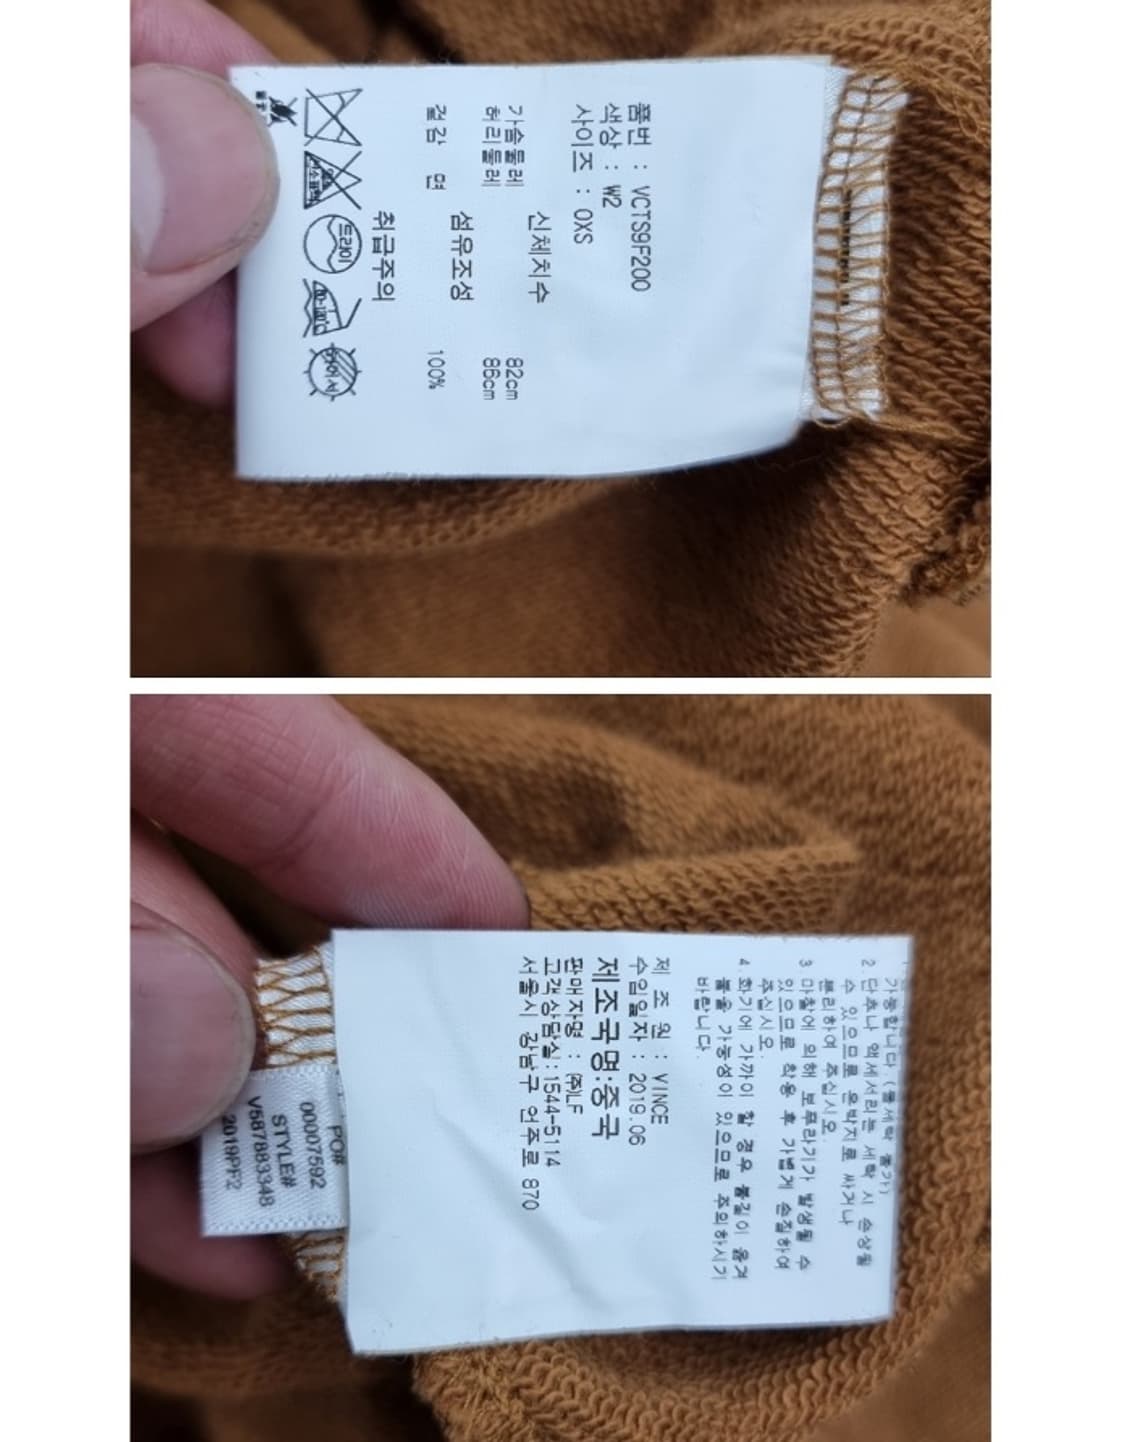 품번 : VCTS9F200
색상 : W2
사이즈 : 0XS
신체치수
가슴둘레 82cm
허리둘레 86cm
섬유조성
겉감 면 100%
취급주의
드라이
가능합니다 (물세탁 불가)
2. 단추나 액세서리는 세탁 시 손상될
수 있으므로 은박지로 싸거나
분리하여 주십시오.
3. 마찰에 의해 보푸라기가 발생될 수
있으므로 착용 후 가볍게 손질하여
주십시오.
4. 화기에 가까이 할 경우 불길이 옮겨
붙을 가능성이 있으므로 주의하시기
바랍니다.
제 조 원 : VINCE
수입일자 : 2019.06
제조국명:중국
판매자명 : ㈜LF
고객상담실:1544-5114
서울시 강남구 언주로 870
PO#
00007592
STYLE#
V587883348